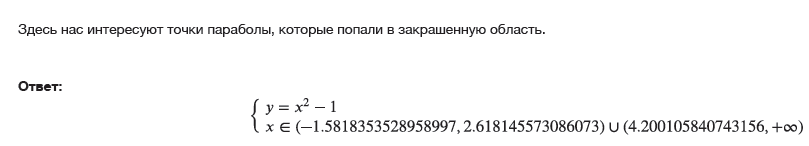 Здесь нас интересуют точки параболы, которые попали в закрашенную область.
Ответ:
y = x² − 1
x ∈ (−1.5818353528958997, 2.618145573086073) ∪ (4.200105840743156, +∞)